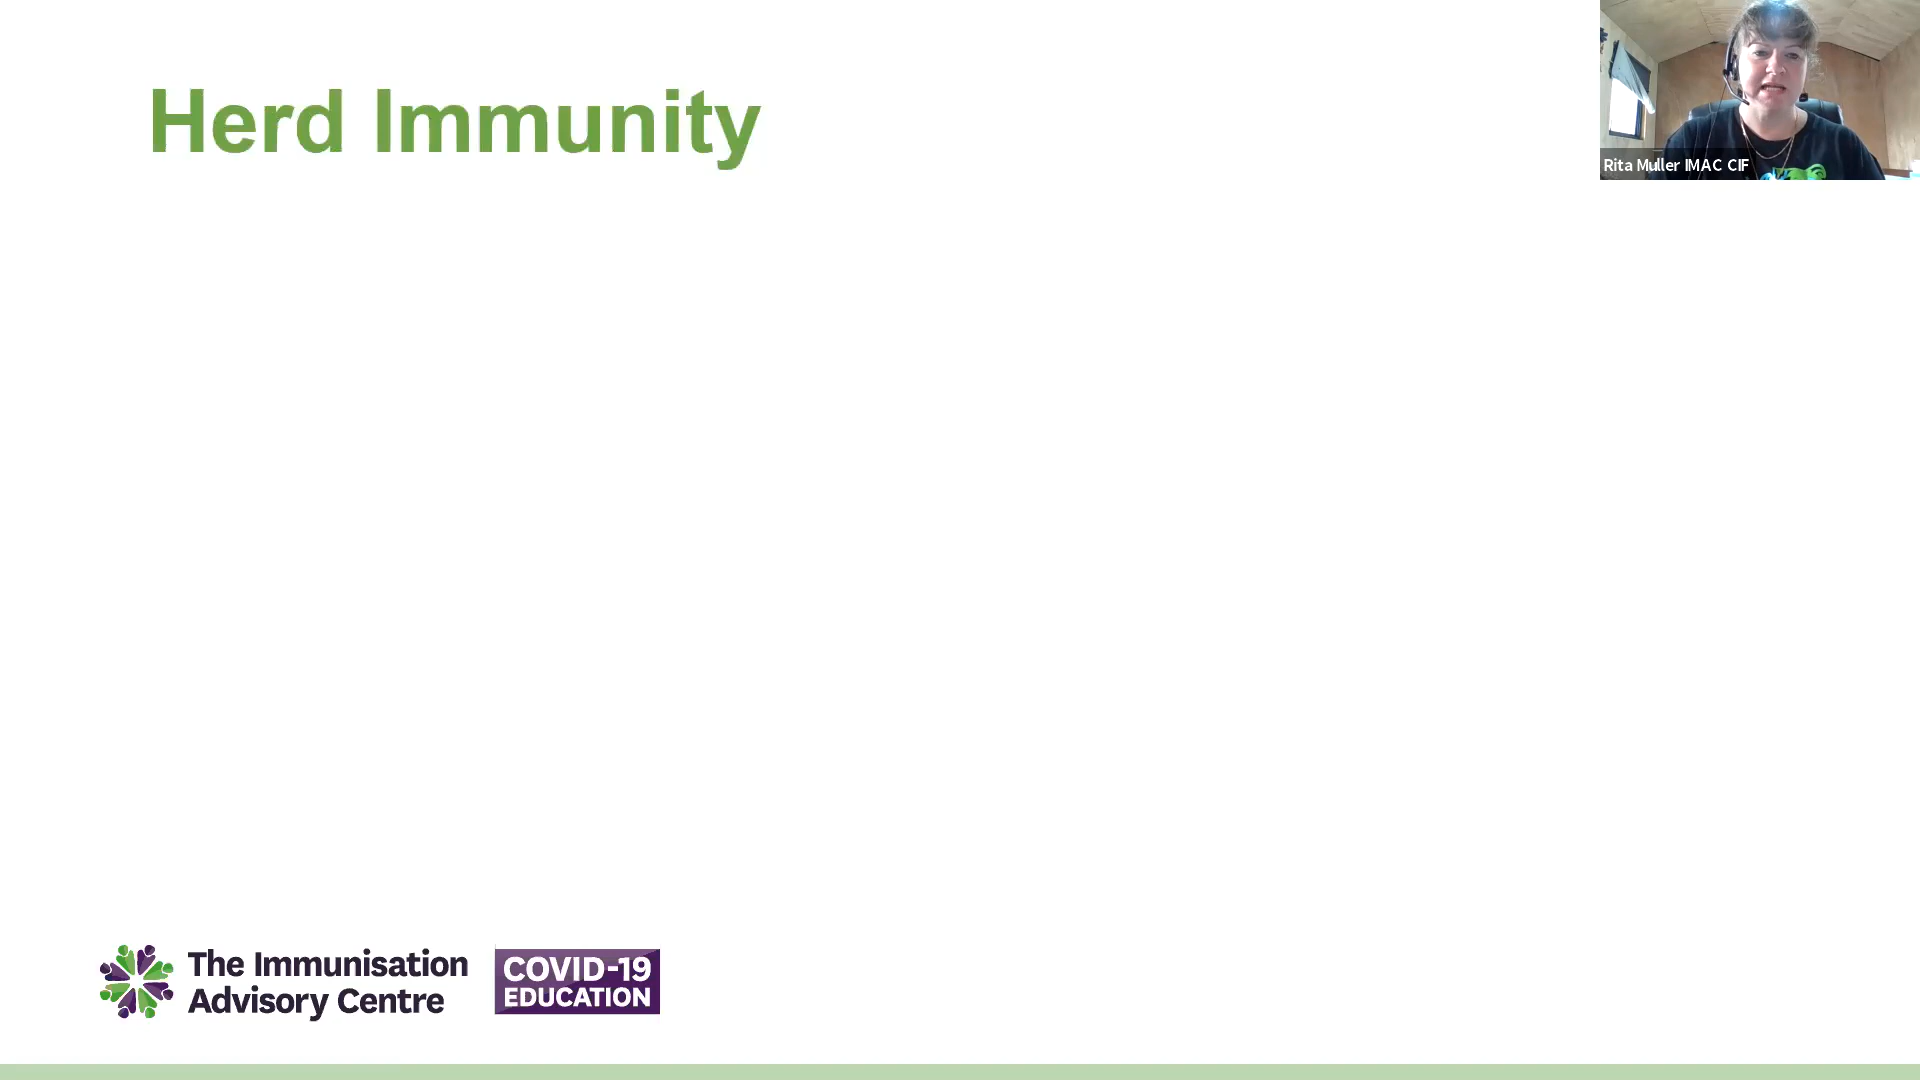 Herd Immunity
Rita Muller IMAC CIF
The Immunisation
Advisory Centre
COVID-19
EDUCATION